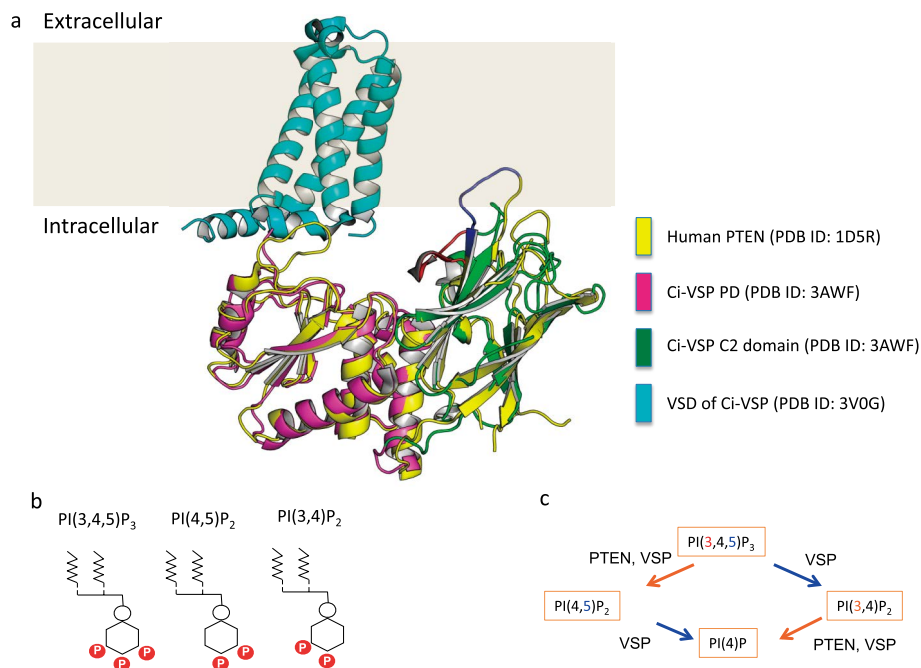 a
Extracellular
Intracellular
Human PTEN (PDB ID: 1D5R)
Ci-VSP PD (PDB ID: 3AWF)
Ci-VSP C2 domain (PDB ID: 3AWF)
VSD of Ci-VSP (PDB ID: 3V0G)
b
PI(3,4,5)P3 PI(4,5)P2 PI(3,4)P2
P P P P P P P
c
PI(3,4,5)P3
PTEN, VSP VSP
PI(4,5)P2 PI(3,4)P2
PI(4)P
VSP PTEN, VSP